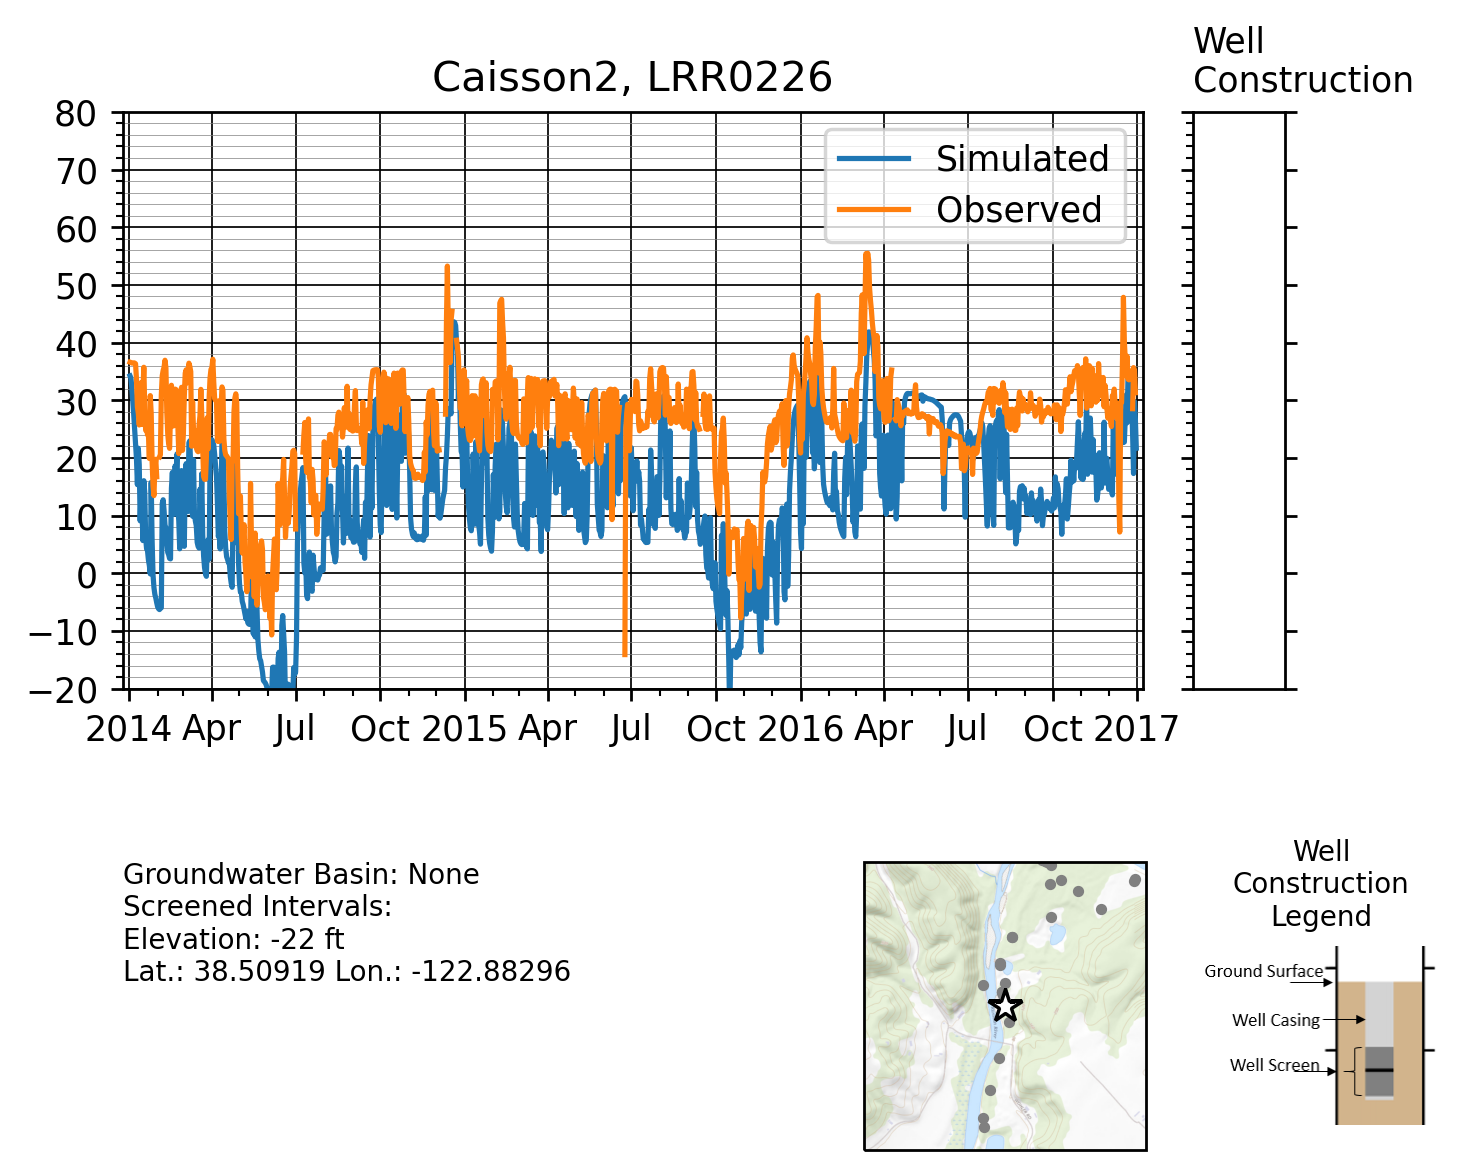 Well
Construction
Caisson2, LRR0226
80
70
60
50
40
30
20
10
0
−10
−20
Simulated
Observed
2014 Apr Jul Oct 2015 Apr Jul Oct 2016 Apr Jul Oct 2017
Groundwater Basin: None
Screened Intervals:
Elevation: -22 ft
Lat.: 38.50919 Lon.: -122.88296
Well
Construction
Legend
Ground Surface
Well Casing
Well Screen